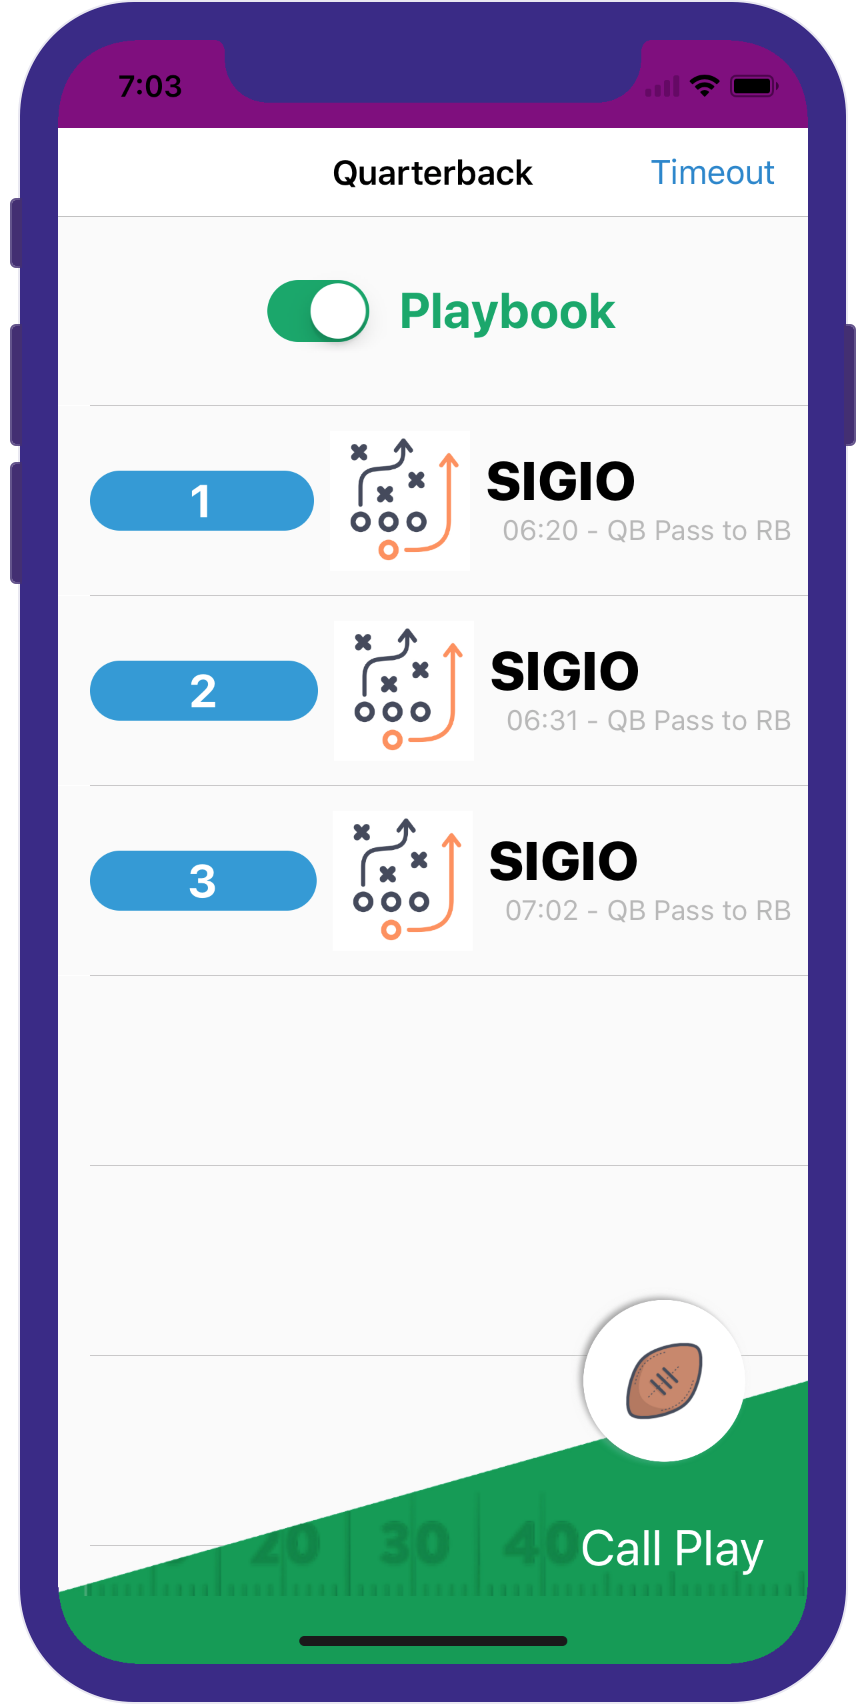 7:03
Quarterback
Timeout
Playbook
1
SIGIO
06:20 - QB Pass to RB
2
SIGIO
06:31 - QB Pass to RB
3
SIGIO
07:02 - QB Pass to RB
20 30 40
Call Play